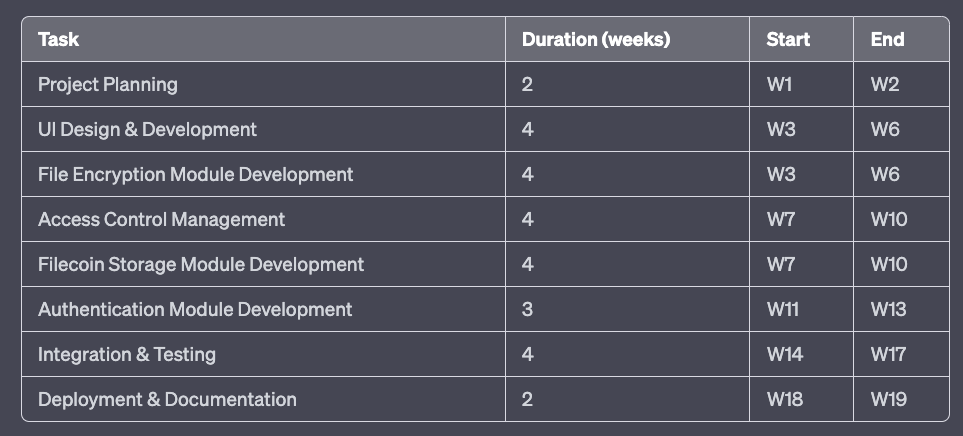 Task Duration (weeks) Start End
Project Planning 2 W1 W2
UI Design & Development 4 W3 W6
File Encryption Module Development 4 W3 W6
Access Control Management 4 W7 W10
Filecoin Storage Module Development 4 W7 W10
Authentication Module Development 3 W11 W13
Integration & Testing 4 W14 W17
Deployment & Documentation 2 W18 W19